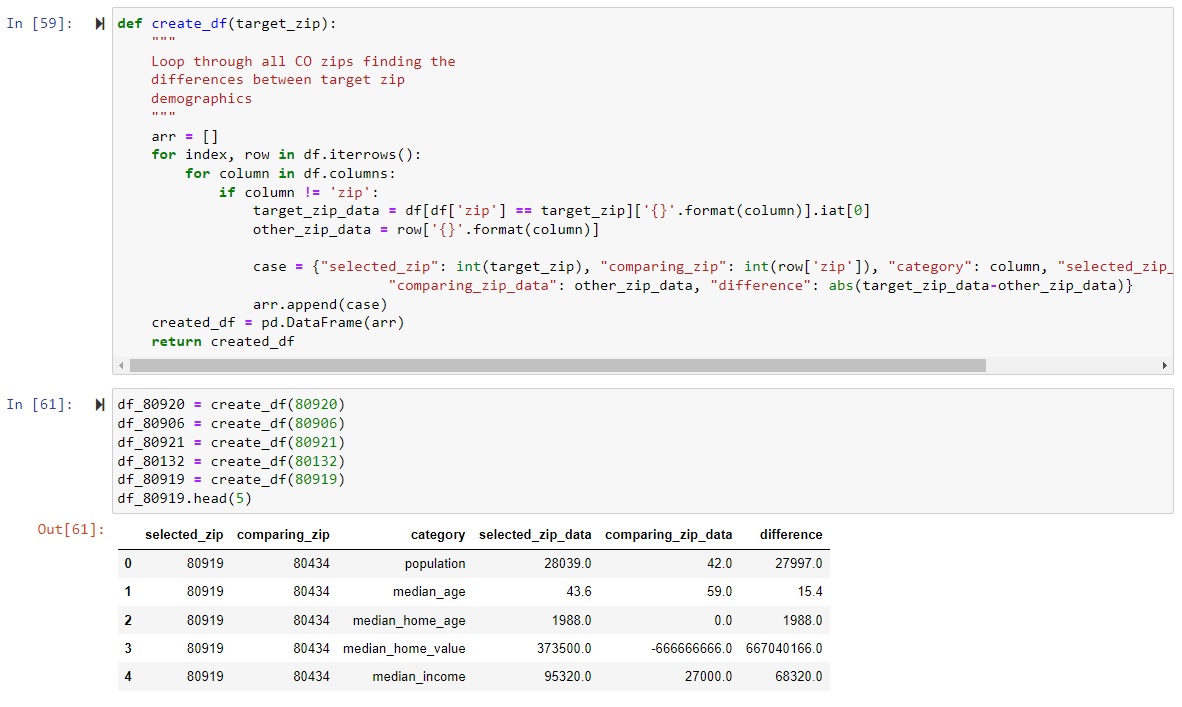 In [59]:
def create_df(target_zip):
    """
    Loop through all CO zips finding the
    differences between target zip
    demographics
    """
    arr = []
    for index, row in df.iterrows():
        for column in df.columns:
            if column != 'zip':
                target_zip_data = df[df['zip'] == target_zip]['{}'.format(column)].iat[0]
                other_zip_data = row['{}'.format(column)]

                case = {"selected_zip": int(target_zip), "comparing_zip": int(row['zip']), "category": column, "selected_zip_
                                "comparing_zip_data": other_zip_data, "difference": abs(target_zip_data-other_zip_data)}
                arr.append(case)
    created_df = pd.DataFrame(arr)
    return created_df
In [61]:
df_80920 = create_df(80920)
df_80906 = create_df(80906)
df_80921 = create_df(80921)
df_80132 = create_df(80132)
df_80919 = create_df(80919)
df_80919.head(5)
Out[61]:
selected_zip comparing_zip category selected_zip_data comparing_zip_data difference
0 80919 80434 population 28039.0 42.0 27997.0
1 80919 80434 median_age 43.6 59.0 15.4
2 80919 80434 median_home_age 1988.0 0.0 1988.0
3 80919 80434 median_home_value 373500.0 -666666666.0 667040166.0
4 80919 80434 median_income 95320.0 27000.0 68320.0